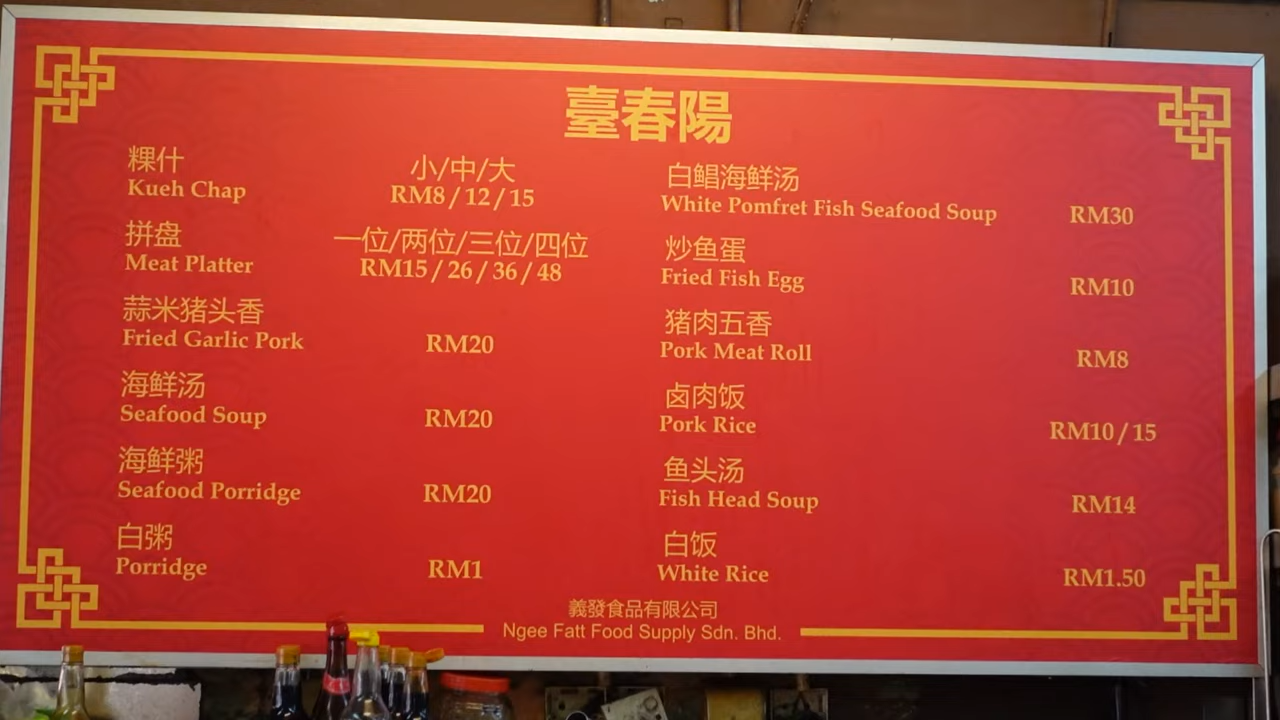 臺春陽
粿什
Kueh Chap
小/中/大
RM8 / 12 / 15
拼盘
Meat Platter
一位/两位/三位/四位
RM15 / 26 / 36 / 48
蒜米猪头香
Fried Garlic Pork
RM20
海鲜汤
Seafood Soup
RM20
海鲜粥
Seafood Porridge
RM20
白粥
Porridge
RM1
白鲳海鲜汤
White Pomfret Fish Seafood Soup
RM30
炒鱼蛋
Fried Fish Egg
RM10
猪肉五香
Pork Meat Roll
RM8
卤肉饭
Pork Rice
RM10 / 15
鱼头汤
Fish Head Soup
RM14
白饭
White Rice
RM1.50
義發食品有限公司
Ngee Fatt Food Supply Sdn. Bhd.